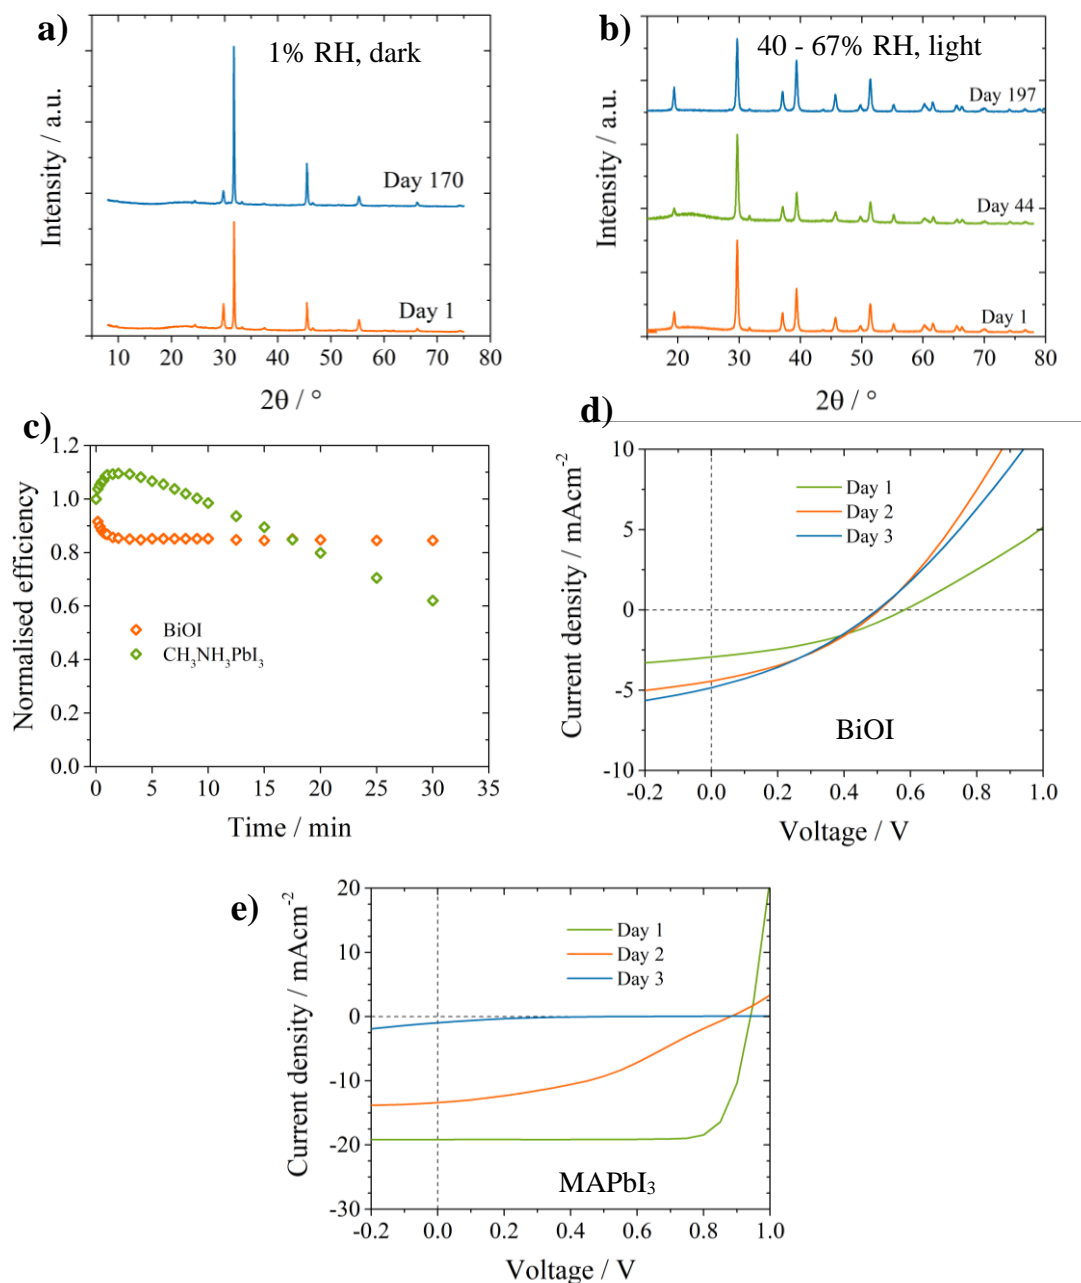 a)
1% RH, dark
Intensity / a.u.
Day 170
Day 1
10 20 30 40 50 60 70 80
2θ / °
b)
40 - 67% RH, light
Intensity / a.u.
Day 197
Day 44
Day 1
20 30 40 50 60 70 80
2θ / °
c)
Normalised efficiency
1.2
1.0
0.8
0.6
0.4
0.2
0.0
BiOI
CH₃NH₃PbI₃
0 5 10 15 20 25 30 35
Time / min
d)
Current density / mAcm⁻²
10
5
0
-5
-10
Day 1
Day 2
Day 3
BiOI
-0.2 0.0 0.2 0.4 0.6 0.8 1.0
Voltage / V
e)
Current density / mAcm⁻²
20
10
0
-10
-20
-30
Day 1
Day 2
Day 3
MAPbI₃
-0.2 0.0 0.2 0.4 0.6 0.8 1.0
Voltage / V